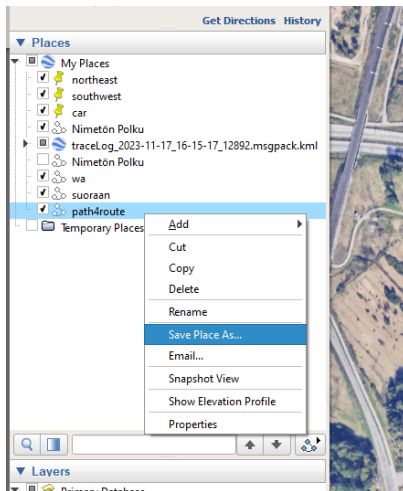 Get Directions History
Places
My Places
northeast
southwest
car
Nimetön Polku
traceLog_2023-11-17_16-15-17_12892.msgpack.kml
Nimetön Polku
wa
suoraan
path4route
Temporary Places
Add
Cut
Copy
Delete
Rename
Save Place As...
Email...
Snapshot View
Show Elevation Profile
Properties
Layers
Primary Database